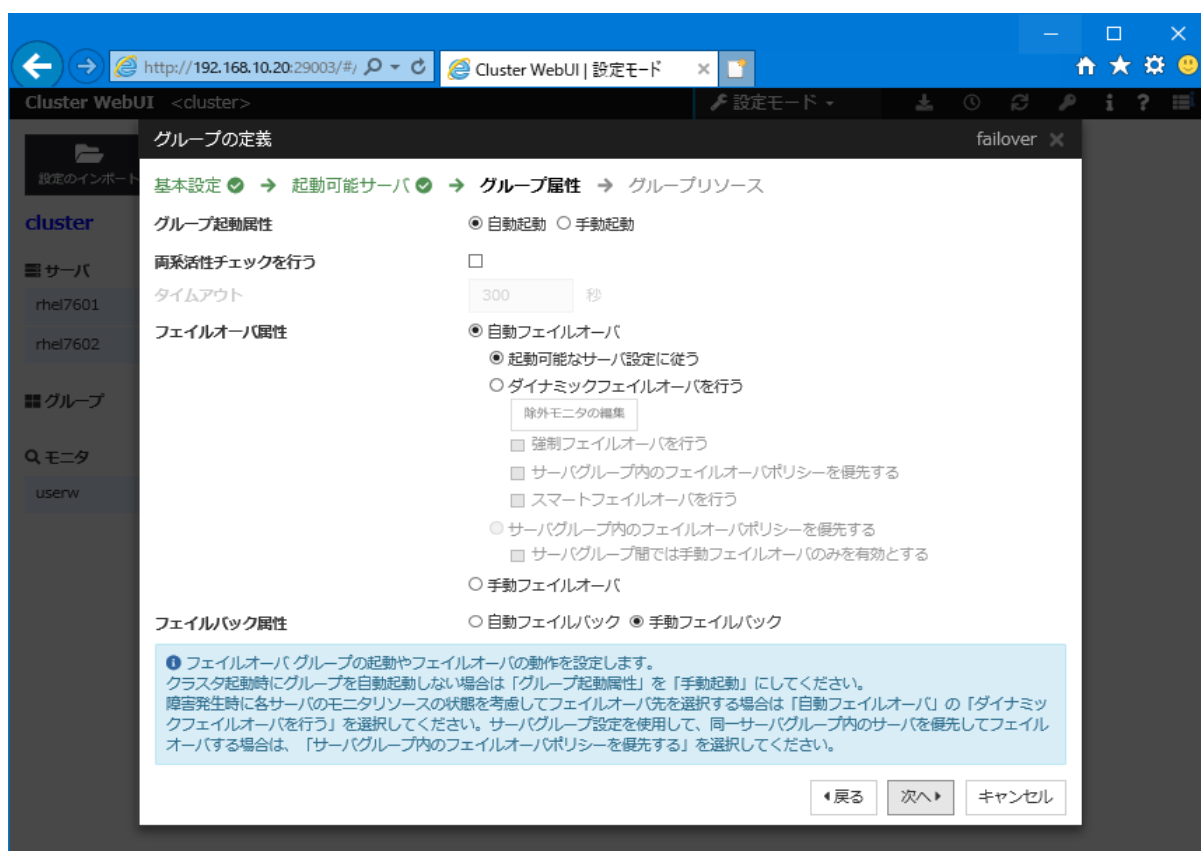 http://192.168.10.20:29003/#/
Cluster WebUI | 設定モード
Cluster WebUI <cluster>
設定モード
グループの定義
failover
設定のインポート
基本設定 → 起動可能サーバ → グループ属性 → グループリソース
cluster
グループ起動属性
自動起動 手動起動
サーバ
両系活性チェックを行う
rhel7601
タイムアウト
300 秒
rhel7602
フェイルオーバ属性
自動フェイルオーバ
起動可能なサーバ設定に従う
ダイナミックフェイルオーバを行う
グループ
除外モニタの編集
強制フェイルオーバを行う
モニタ
サーバグループ内のフェイルオーバポリシーを優先する
userw
スマートフェイルオーバを行う
サーバグループ内のフェイルオーバポリシーを優先する
サーバグループ間では手動フェイルオーバのみを有効とする
手動フェイルオーバ
フェイルバック属性
自動フェイルバック 手動フェイルバック
フェイルオーバ グループの起動やフェイルオーバの動作を設定します。
クラスタ起動時にグループを自動起動しない場合は「グループ起動属性」を「手動起動」にしてください。
障害発生時に各サーバのモニタリソースの状態を考慮してフェイルオーバ先を選択する場合は「自動フェイルオーバ」の「ダイナミッ
クフェイルオーバを行う」を選択してください。サーバグループ設定を使用して、同一サーバグループ内のサーバを優先してフェイル
オーバする場合は、「サーバグループ内のフェイルオーバポリシーを優先する」を選択してください。
戻る
次へ
キャンセル